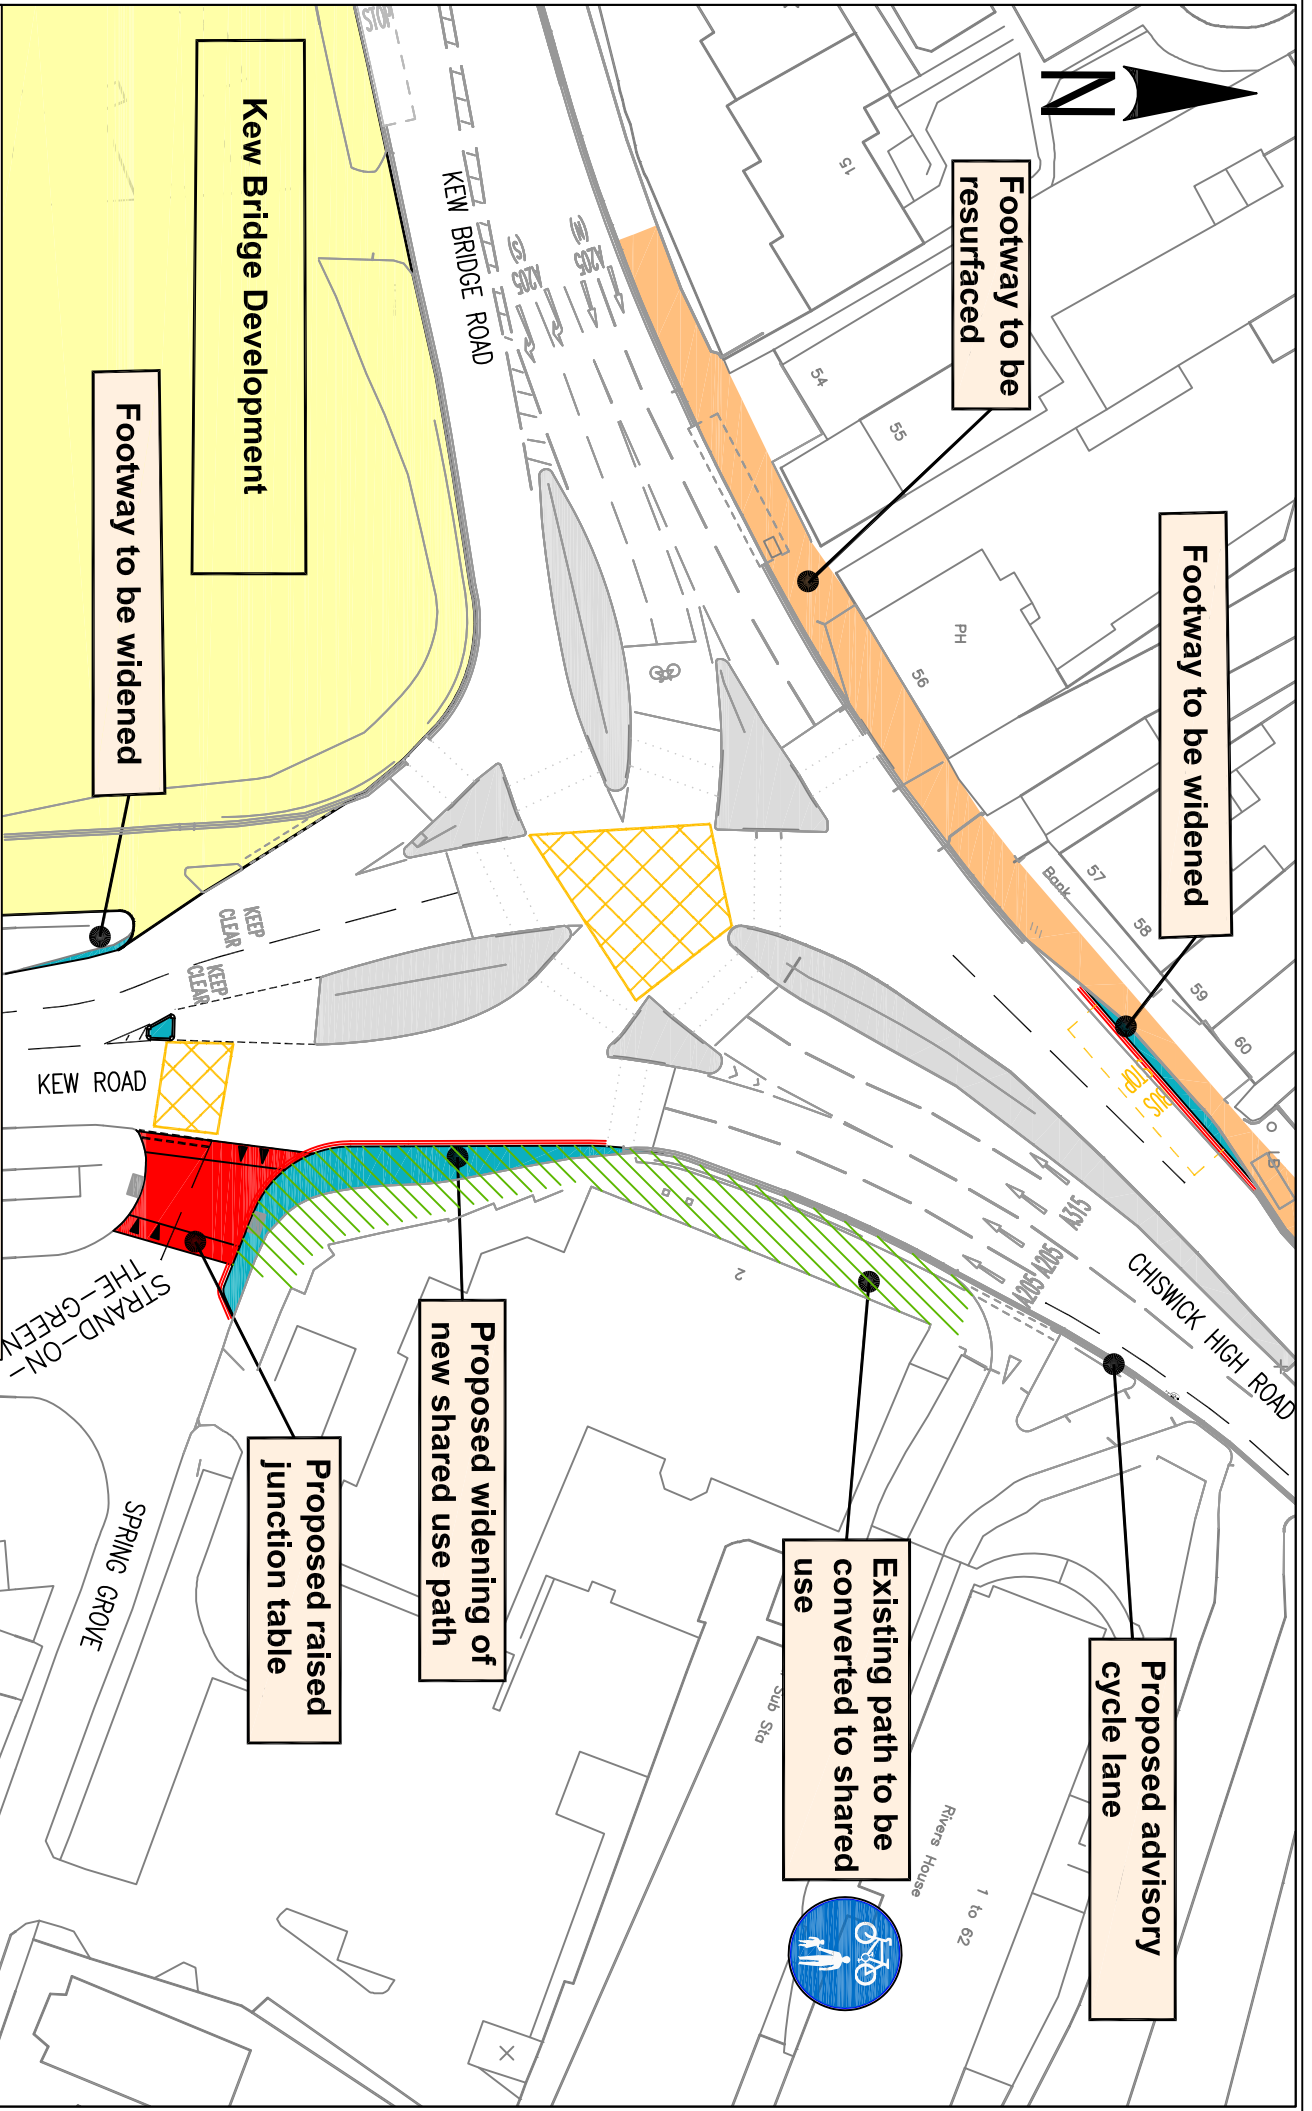 N
Footway to be
resurfaced
Footway to be widened
Proposed advisory
cycle lane
Existing path to be
converted to shared
use
Proposed widening of
new shared use path
Proposed raised
junction table
Footway to be widened
Kew Bridge Development
KEW BRIDGE ROAD
CHISWICK HIGH ROAD
KEW ROAD
STRAND-ON-
THE-GREEN
SPRING GROVE
STOP
A205
(W)
A205
(S)
KEEP
CLEAR
KEEP
CLEAR
BUS
STOP
A315
A205
A205
15
54
55
PH
56
57
Bank
58
59
60
LB
2
Sub Sta
Rivers House
1 to 62